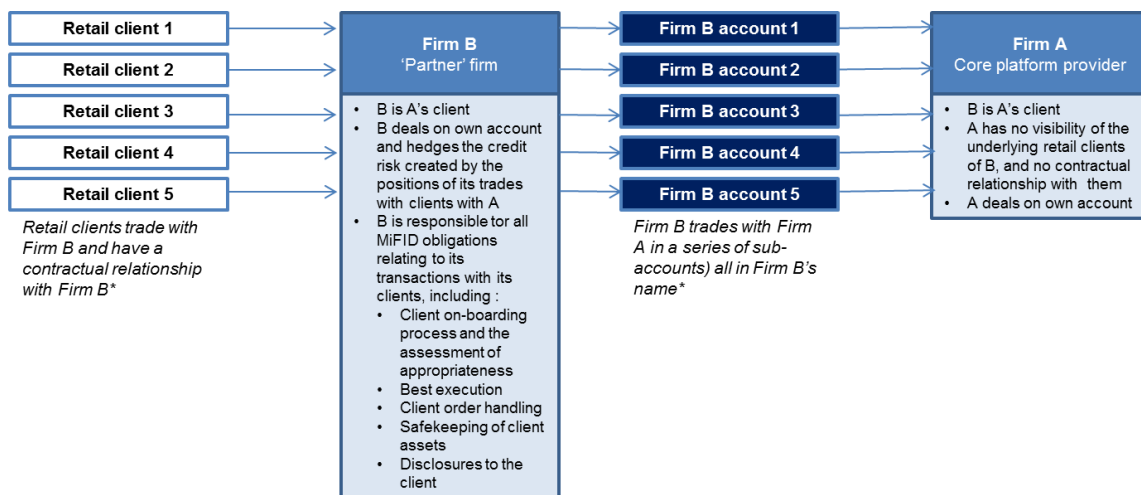 Retail client 1
Retail client 2
Retail client 3
Retail client 4
Retail client 5
Retail clients trade with
Firm B and have a
contractual relationship
with Firm B*
Firm B
'Partner' firm
• B is A's client
• B deals on own account
and hedges the credit
risk created by the
positions of its trades
with clients with A
• B is responsible tor all
MiFID obligations
relating to its
transactions with its
clients, including :
• Client on-boarding
process and the
assessment of
appropriateness
• Best execution
• Client order handling
• Safekeeping of client
assets
• Disclosures to the
client
Firm B account 1
Firm B account 2
Firm B account 3
Firm B account 4
Firm B account 5
Firm B trades with Firm
A in a series of sub-
accounts) all in Firm B's
name*
Firm A
Core platform provider
• B is A's client
• A has no visibility of the
underlying retail clients
of B, and no contractual
relationship with them
• A deals on own account